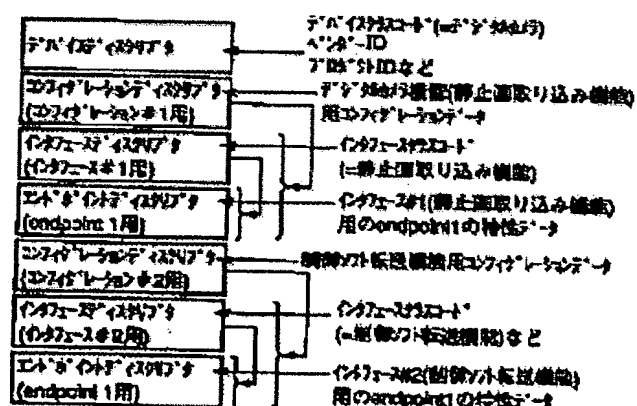 デバイスディスクリプタ
デバイスクラスコード(=デジタルカメラ)
ベンダーID
プロダクトIDなど
コンフィグレーションディスクリプタ
(コンフィグレーション#1用)
デジタルカメラ機能(静止画取り込み機能)
用コンフィグレーションデータ
インタフェースディスクリプタ
(インタフェース#1用)
インタフェースクラスコード
(=静止画取り込み機能)
エンドポイントディスクリプタ
(endpoint 1用)
インタフェース#1(静止画取り込み機能)
用のendpoint1の特性データ
コンフィグレーションディスクリプタ
(コンフィグレーション#2用)
制御ソフト転送機能用コンフィグレーションデータ
インタフェースディスクリプタ
(インタフェース#2用)
インタフェースクラスコード
(=制御ソフト転送機能)など
エンドポイントディスクリプタ
(endpoint 1用)
インタフェース#2(制御ソフト転送機能)
用のendpoint1の特性データ